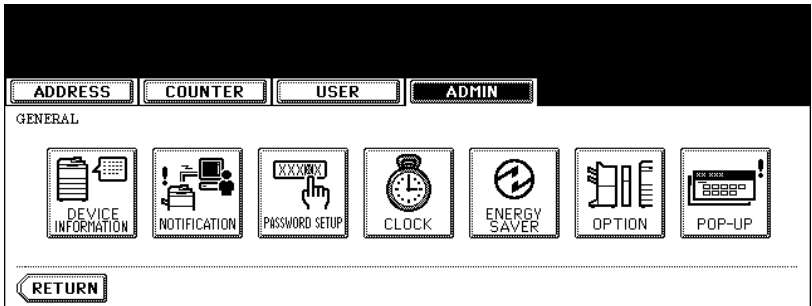 ADDRESS COUNTER USER ADMIN
GENERAL
DEVICE INFORMATION NOTIFICATION PASSWORD SETUP CLOCK ENERGY SAVER OPTION POP-UP
RETURN